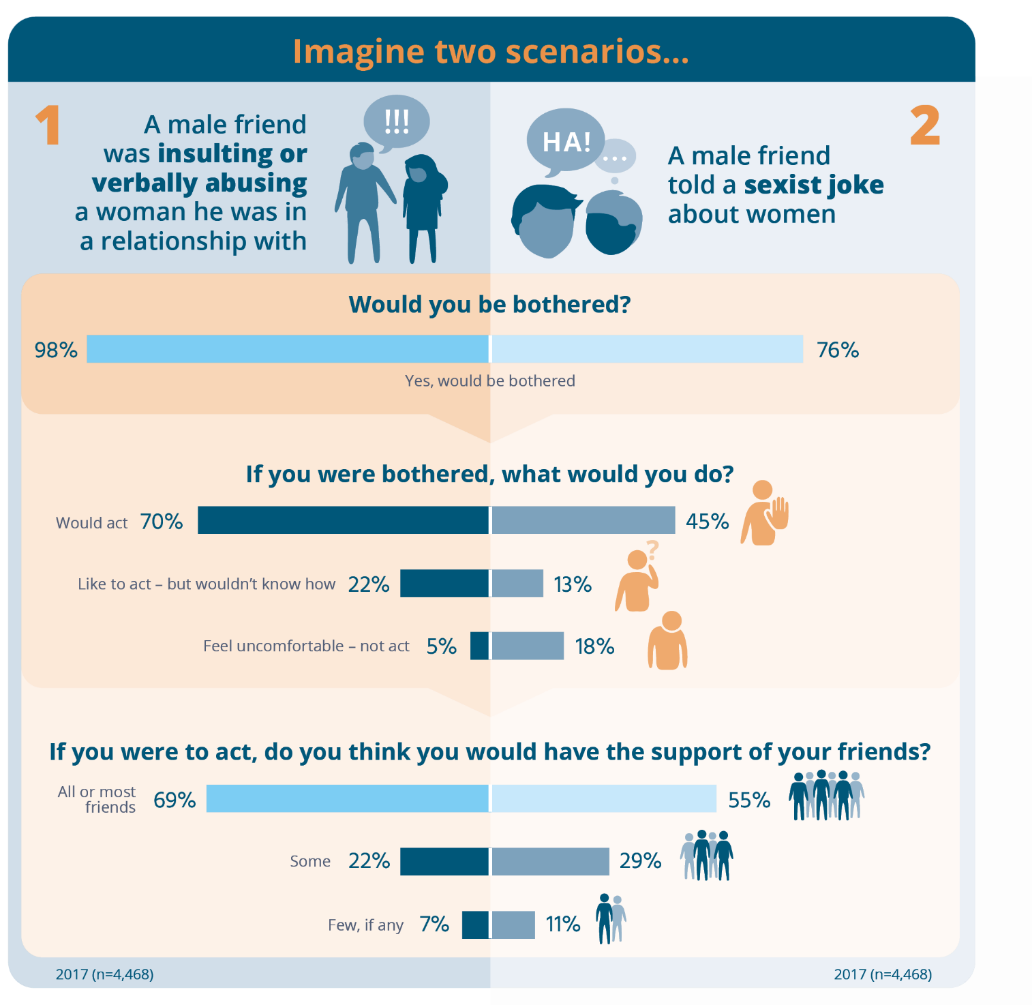 Imagine two scenarios...
1
A male friend
was insulting or
verbally abusing
a woman he was in
a relationship with
!!!
HA!
...
A male friend
told a sexist joke
about women
2
Would you be bothered?
98%
76%
Yes, would be bothered
If you were bothered, what would you do?
Would act 70%
45%
Like to act – but wouldn't know how 22%
13%
?
Feel uncomfortable – not act 5%
18%
If you were to act, do you think you would have the support of your friends?
All or most
friends
69%
55%
Some 22%
29%
Few, if any 7%
11%
2017 (n=4,468)
2017 (n=4,468)